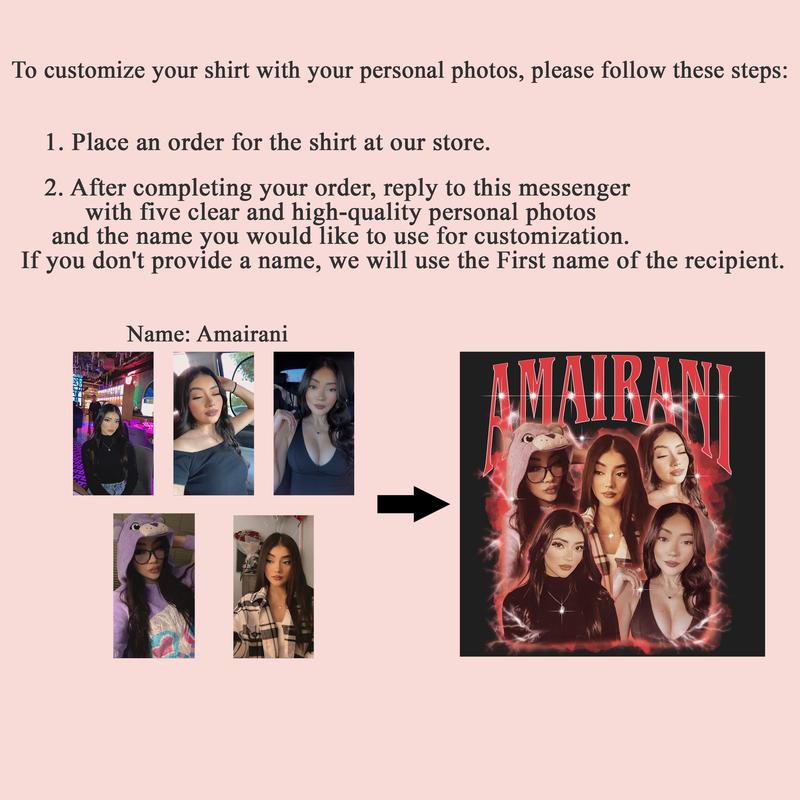 To customize your shirt with your personal photos, please follow these steps:
1. Place an order for the shirt at our store.
2. After completing your order, reply to this messenger
with five clear and high-quality personal photos
and the name you would like to use for customization.
If you don't provide a name, we will use the First name of the recipient.
Name: Amairani
AMAIRANI